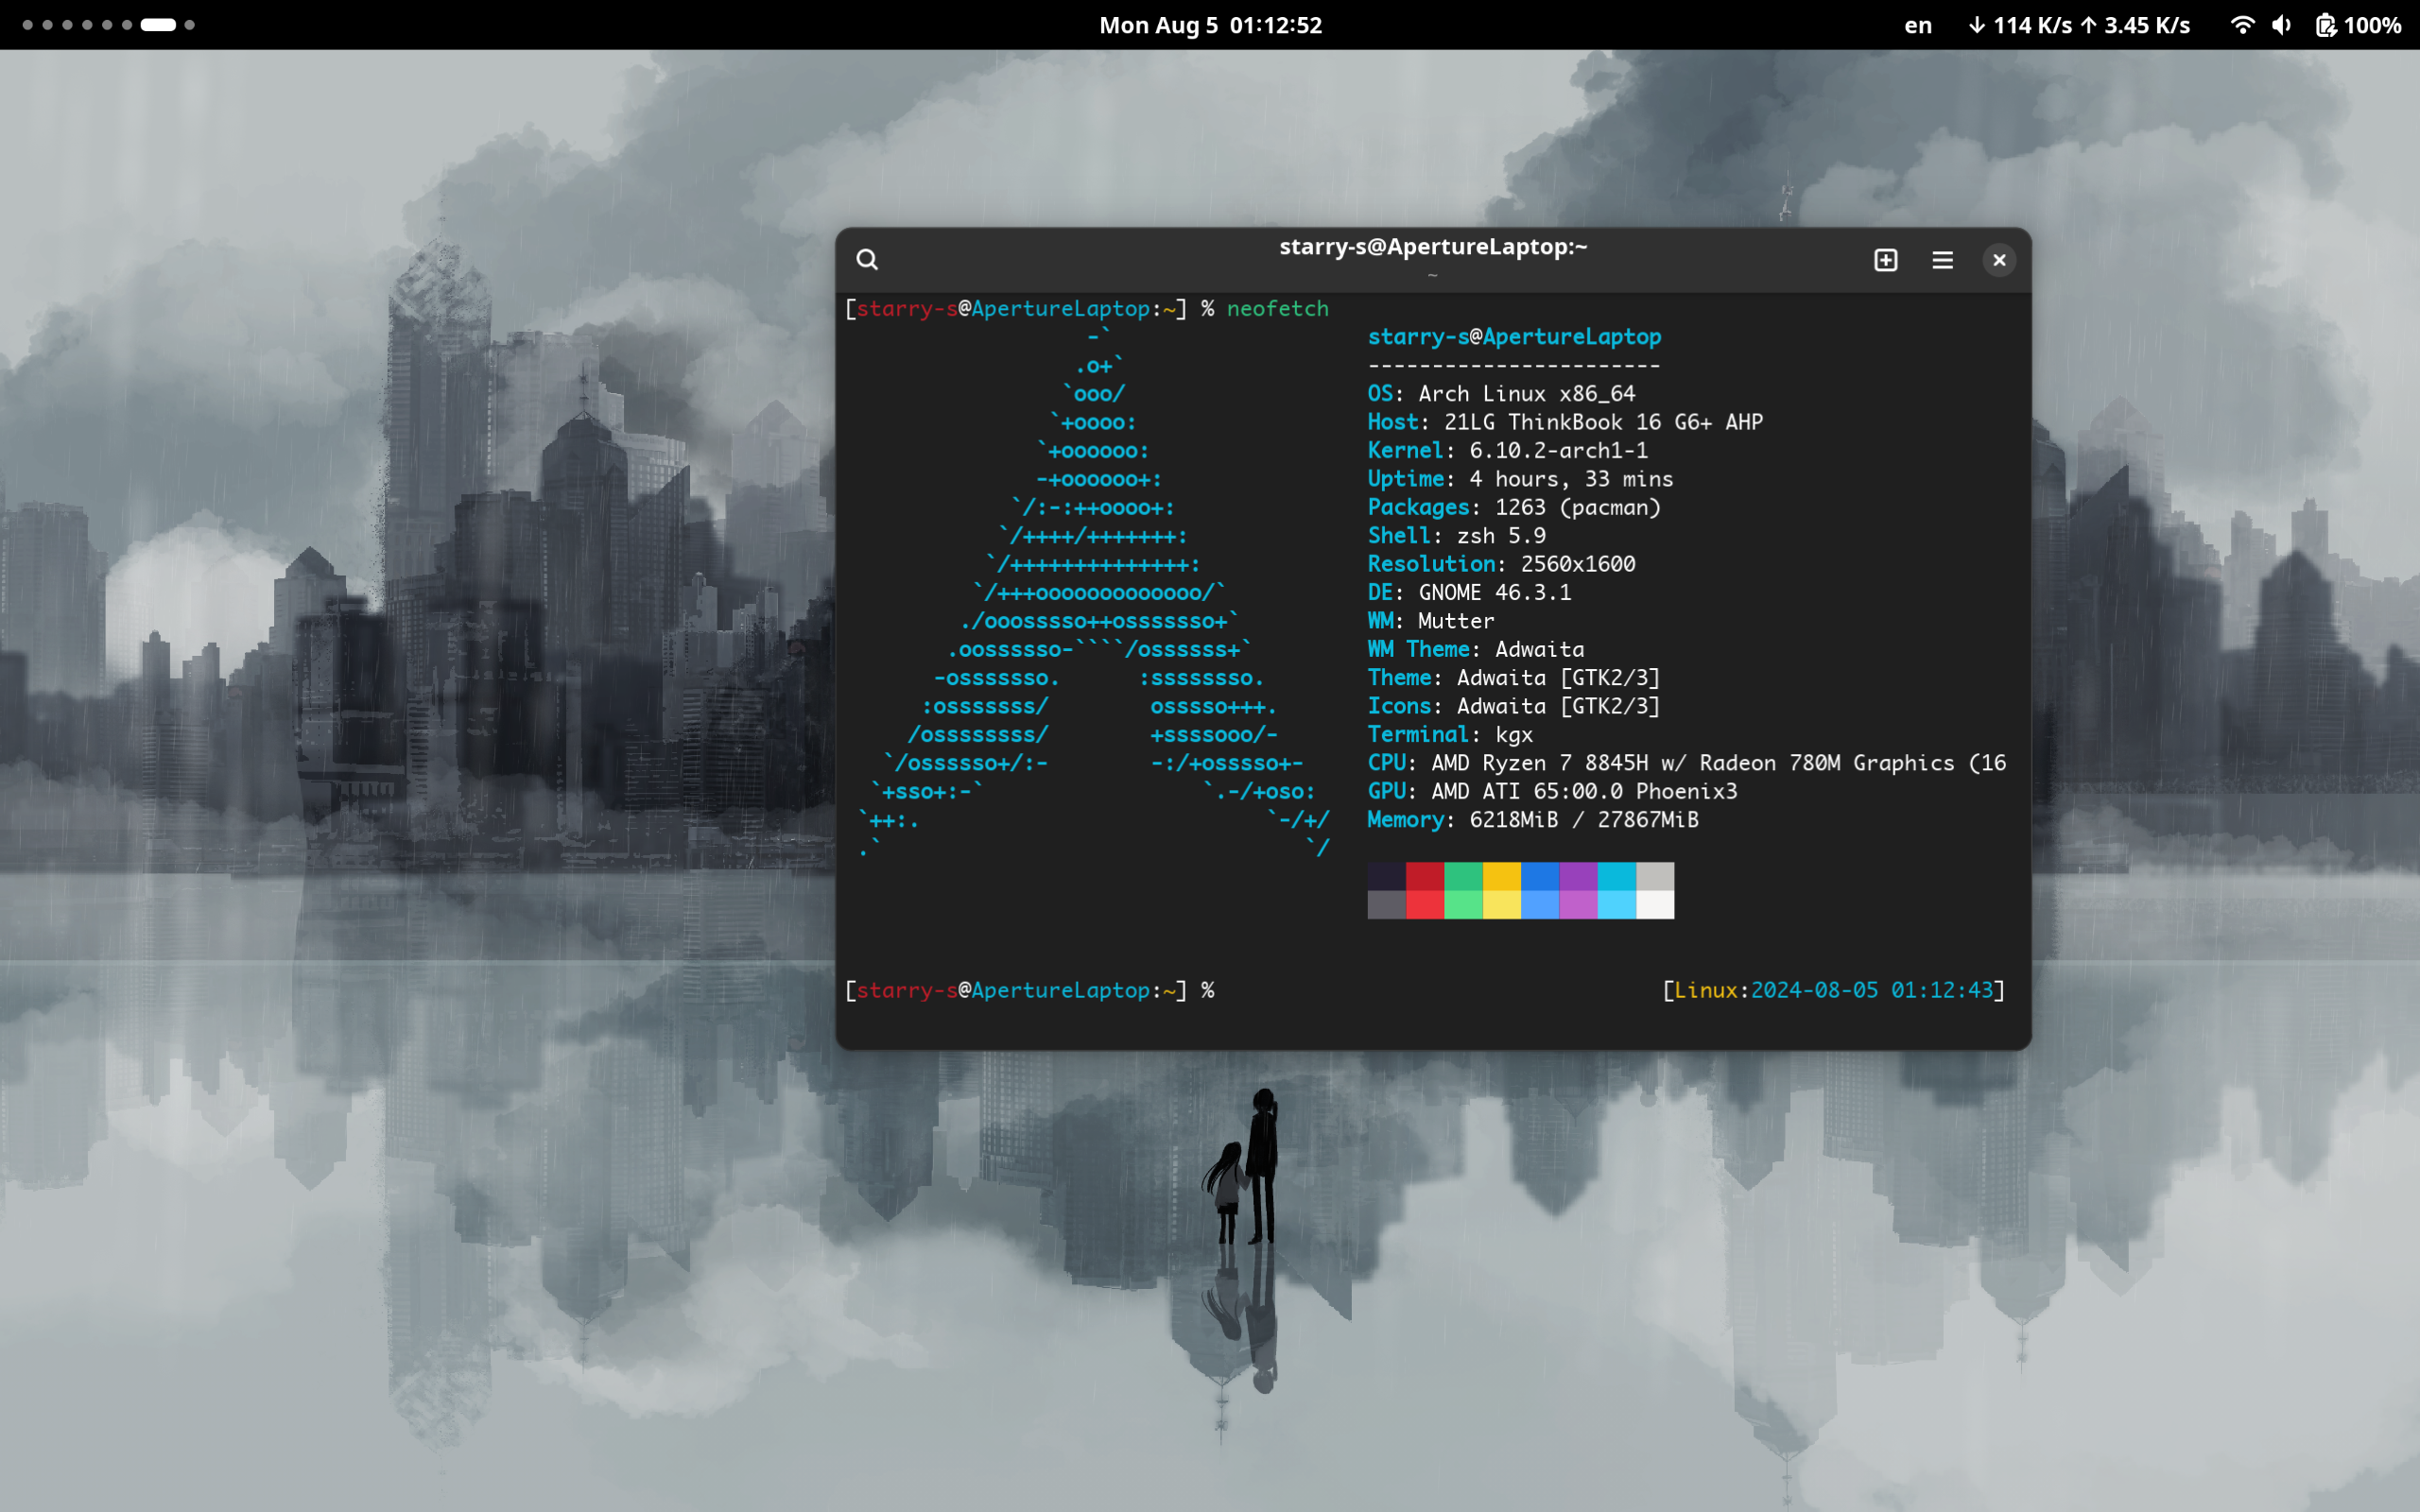 Mon Aug 5  01:12:52
en ↓ 114 K/s ↑ 3.45 K/s 100%
starry-s@ApertureLaptop:~
~
[starry-s@ApertureLaptop:~] % neofetch
                   -`
                  .o+`
                 `ooo/
                `+oooo:
               `+oooooo:
               -+oooooo+:
             `/:-:++oooo+:
            `/++++/+++++++:
           `/++++++++++++++:
          `/+++ooooooooooooo/`
         ./ooosssso++osssssso+`
        .oossssso-````/ossssss+`
       -osssssso.      :ssssssso.
      :osssssss/        osssso+++.
     /ossssssss/        +ssssooo/-
   `/ossssso+/:-        -:/+osssso+-
  `+sso+:-`                 `.-/+oso:
 `++:.                           `-/+/
 .`                                 `/
starry-s@ApertureLaptop
-----------------------
OS: Arch Linux x86_64
Host: 21LG ThinkBook 16 G6+ AHP
Kernel: 6.10.2-arch1-1
Uptime: 4 hours, 33 mins
Packages: 1263 (pacman)
Shell: zsh 5.9
Resolution: 2560x1600
DE: GNOME 46.3.1
WM: Mutter
WM Theme: Adwaita
Theme: Adwaita [GTK2/3]
Icons: Adwaita [GTK2/3]
Terminal: kgx
CPU: AMD Ryzen 7 8845H w/ Radeon 780M Graphics (16
GPU: AMD ATI 65:00.0 Phoenix3
Memory: 6218MiB / 27867MiB
[starry-s@ApertureLaptop:~] % [Linux:2024-08-05 01:12:43]